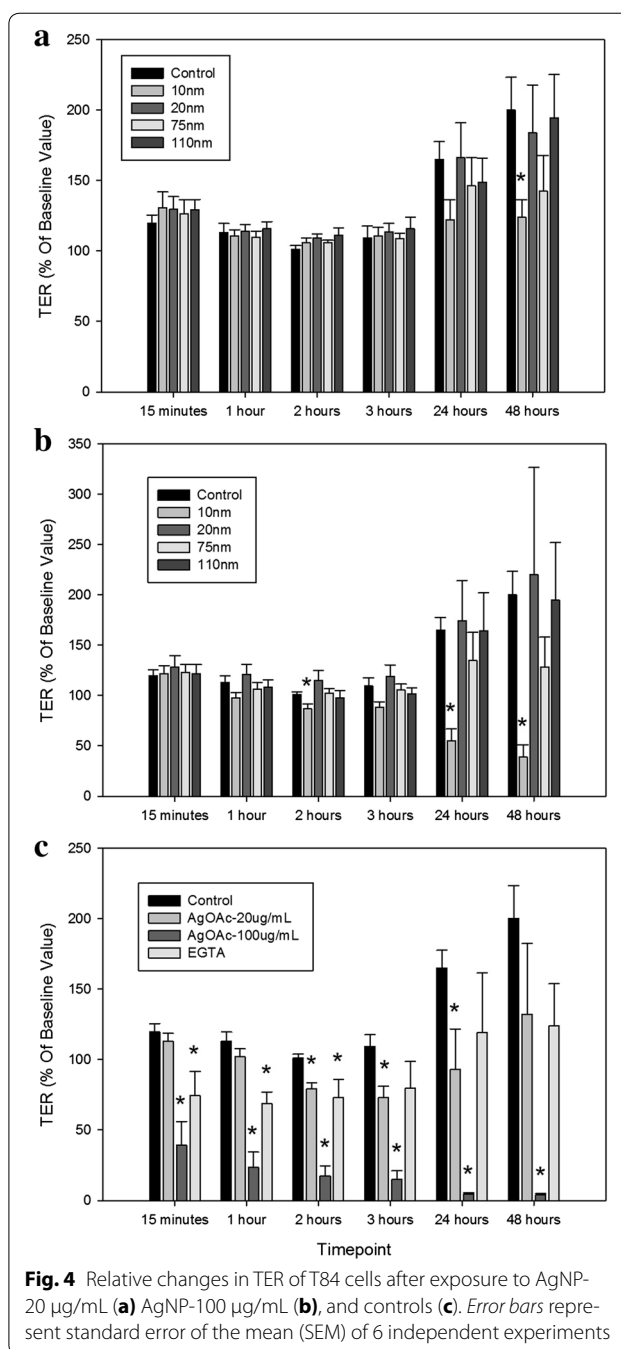 a
TER (% Of Baseline Value)
250
200
150
100
50
0
Control
10nm
20nm
75nm
110nm
*
15 minutes 1 hour 2 hours 3 hours 24 hours 48 hours
b
TER (% Of Baseline Value)
350
300
250
200
150
100
50
0
Control
10nm
20nm
75nm
110nm
* * *
15 minutes 1 hour 2 hours 3 hours 24 hours 48 hours
c
TER (% Of Baseline Value)
250
200
150
100
50
0
Control
AgOAc-20ug/mL
AgOAc-100ug/mL
EGTA
* * * * * * * * * * * *
15 minutes 1 hour 2 hours 3 hours 24 hours 48 hours
Timepoint
Fig. 4 Relative changes in TER of T84 cells after exposure to AgNP-
20 μg/mL (a) AgNP-100 μg/mL (b), and controls (c). Error bars repre-
sent standard error of the mean (SEM) of 6 independent experiments